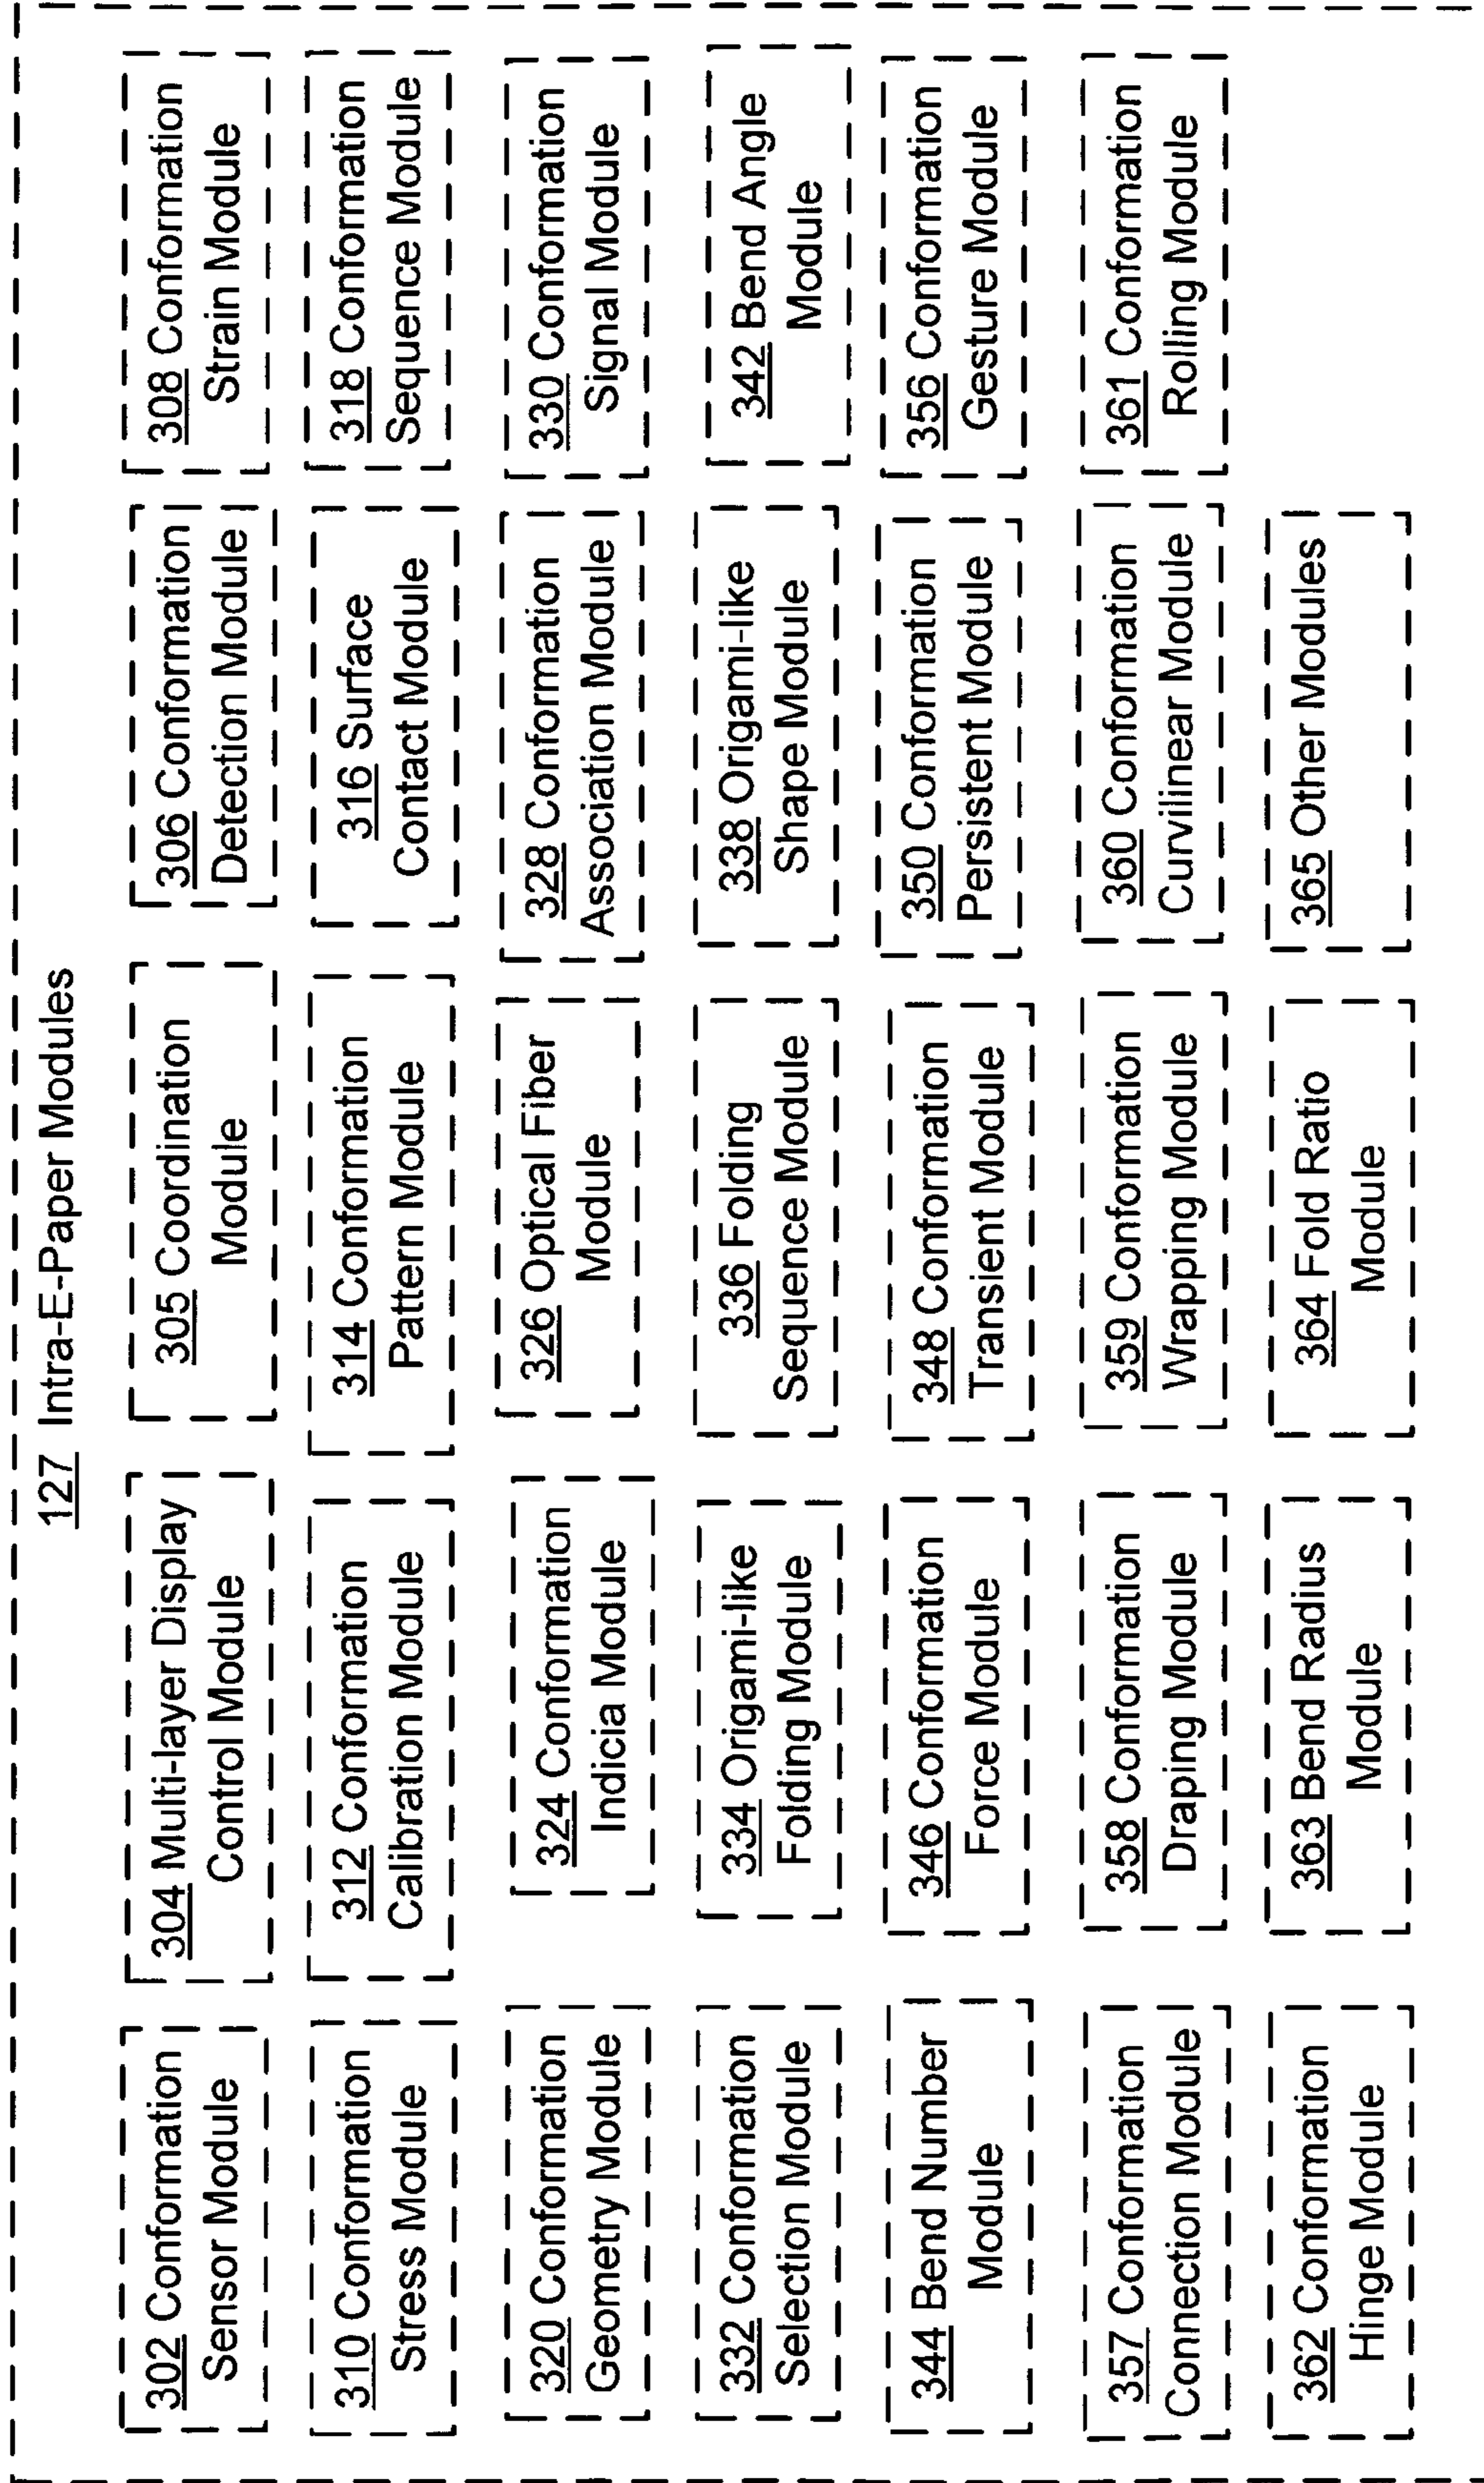 127 Intra-E-Paper Modules
302 Conformation
Sensor Module
304 Multi-layer Display
Control Module
305 Coordination
Module
306 Conformation
Detection Module
308 Conformation
Strain Module
310 Conformation
Stress Module
312 Conformation
Calibration Module
314 Conformation
Pattern Module
316 Surface
Contact Module
318 Conformation
Sequence Module
320 Conformation
Geometry Module
324 Conformation
Indicia Module
326 Optical Fiber
Module
328 Conformation
Association Module
330 Conformation
Signal Module
332 Conformation
Selection Module
334 Origami-like
Folding Module
336 Folding
Sequence Module
338 Origami-like
Shape Module
342 Bend Angle
Module
344 Bend Number
Module
346 Conformation
Force Module
348 Conformation
Transient Module
350 Conformation
Persistent Module
356 Conformation
Gesture Module
357 Conformation
Connection Module
358 Conformation
Draping Module
359 Conformation
Wrapping Module
360 Conformation
Curvilinear Module
361 Conformation
Rolling Module
362 Conformation
Hinge Module
363 Bend Radius
Module
364 Fold Ratio
Module
365 Other Modules